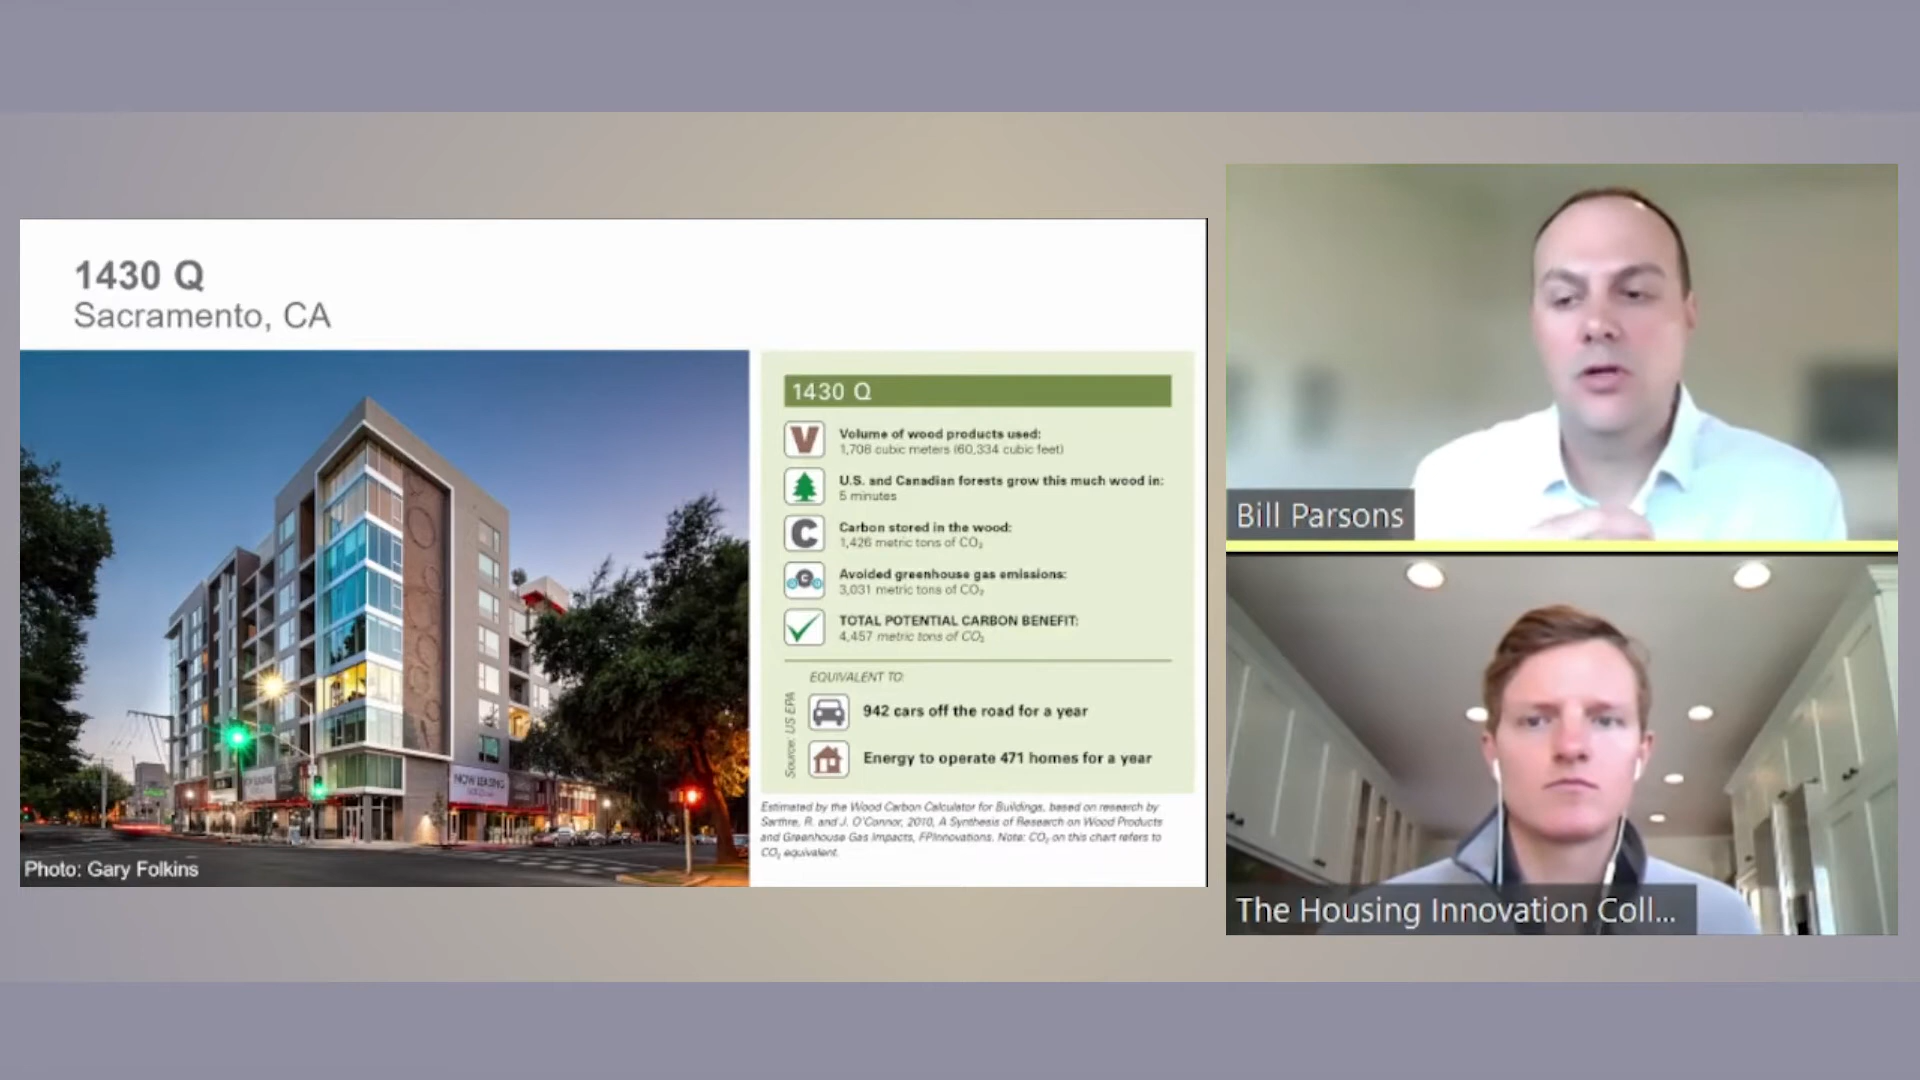 1430 Q
Sacramento, CA
NOW LEASING
Photo: Gary Folkins
1430 Q
V
Volume of wood products used:
1,708 cubic meters (60,334 cubic feet)
U.S. and Canadian forests grow this much wood in:
5 minutes
C
Carbon stored in the wood:
1,426 metric tons of CO₂
C
Avoided greenhouse gas emissions:
3,031 metric tons of CO₂
TOTAL POTENTIAL CARBON BENEFIT:
4,457 metric tons of CO₂
EQUIVALENT TO:
Source: US EPA
942 cars off the road for a year
Energy to operate 471 homes for a year
Estimated by the Wood Carbon Calculator for Buildings, based on research by
Sarthre, R. and J. O'Connor, 2010, A Synthesis of Research on Wood Products
and Greenhouse Gas Impacts, FPInnovations. Note: CO₂ on this chart refers to
CO₂ equivalent.
Bill Parsons
The Housing Innovation Coll...